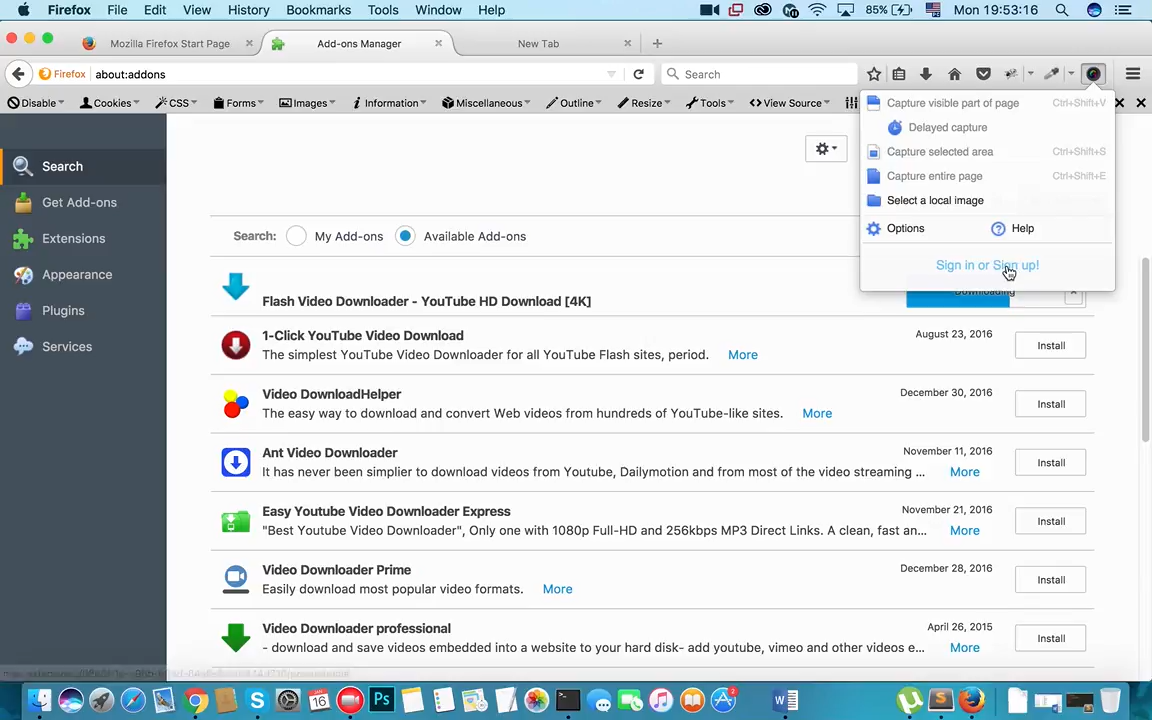 Firefox File Edit View History Bookmarks Tools Window Help 85% Mon 19:53:16
Mozilla Firefox Start Page Add-ons Manager New Tab
Firefox about:addons Search
Disable Cookies CSS Forms Images Information Miscellaneous Outline Resize Tools View Source
Capture visible part of page Ctrl+Shift+V
Delayed capture
Capture selected area Ctrl+Shift+S
Capture entire page Ctrl+Shift+E
Select a local image
Options Help
Sign in or Sign up!
Search
Get Add-ons
Extensions
Appearance
Plugins
Services
Search: My Add-ons Available Add-ons
Flash Video Downloader - YouTube HD Download [4K]
Downloading
1-Click YouTube Video Download August 23, 2016
The simplest YouTube Video Downloader for all YouTube Flash sites, period. More Install
Video DownloadHelper December 30, 2016
The easy way to download and convert Web videos from hundreds of YouTube-like sites. More Install
Ant Video Downloader November 11, 2016
It has never been simplier to download videos from Youtube, Dailymotion and from most of the video streaming ... More Install
Easy Youtube Video Downloader Express November 21, 2016
"Best Youtube Video Downloader", Only one with 1080p Full-HD and 256kbps MP3 Direct Links. A clean, fast an... More Install
Video Downloader Prime December 28, 2016
Easily download most popular video formats. More Install
Video Downloader professional April 26, 2015
- download and save videos embedded into a website to your hard disk- add youtube, vimeo and other videos e... More Install
16 Ps 2